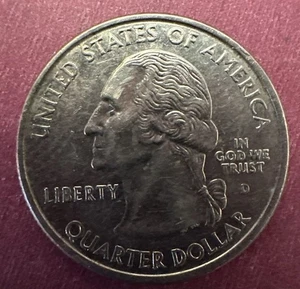 UNITED STATES OF AMERICA
LIBERTY
IN
GOD WE
TRUST
D
QUARTER DOLLAR